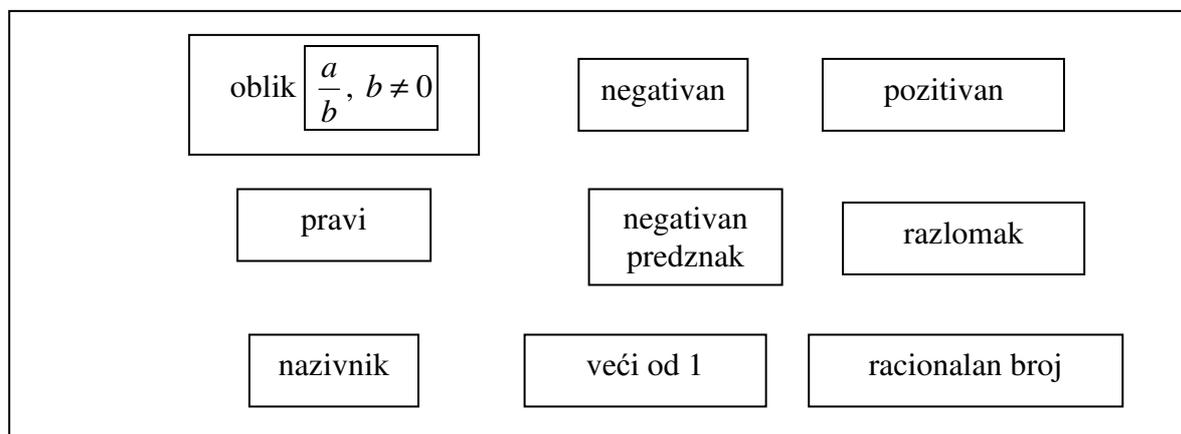 oblik a/b, b ≠ 0
negativan
pozitivan
pravi
negativan
predznak
razlomak
nazivnik
veći od 1
racionalan broj